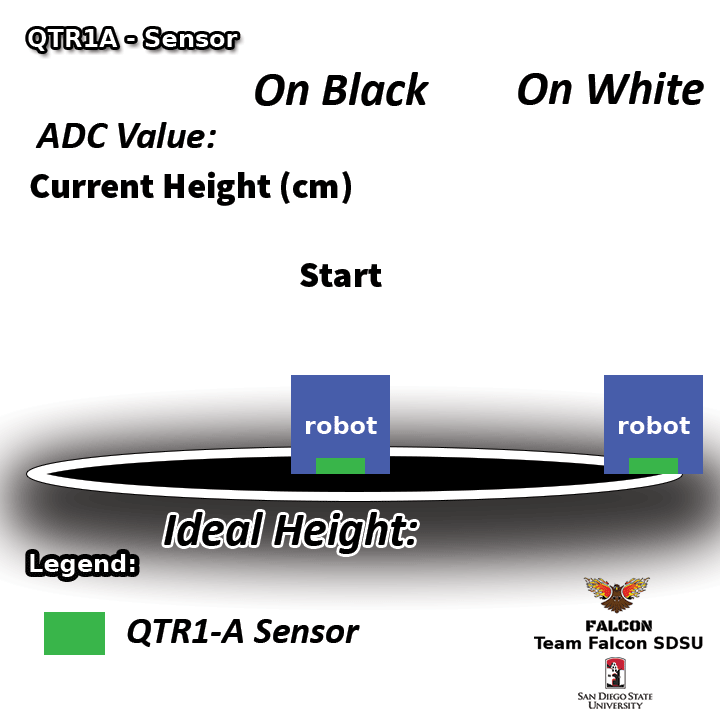 QTR1A - Sensor
On Black
On White
ADC Value:
Current Height (cm)
Start
robot
robot
Ideal Height:
Legend:
QTR1-A Sensor
FALCON
Team Falcon SDSU
SAN DIEGO STATE
UNIVERSITY